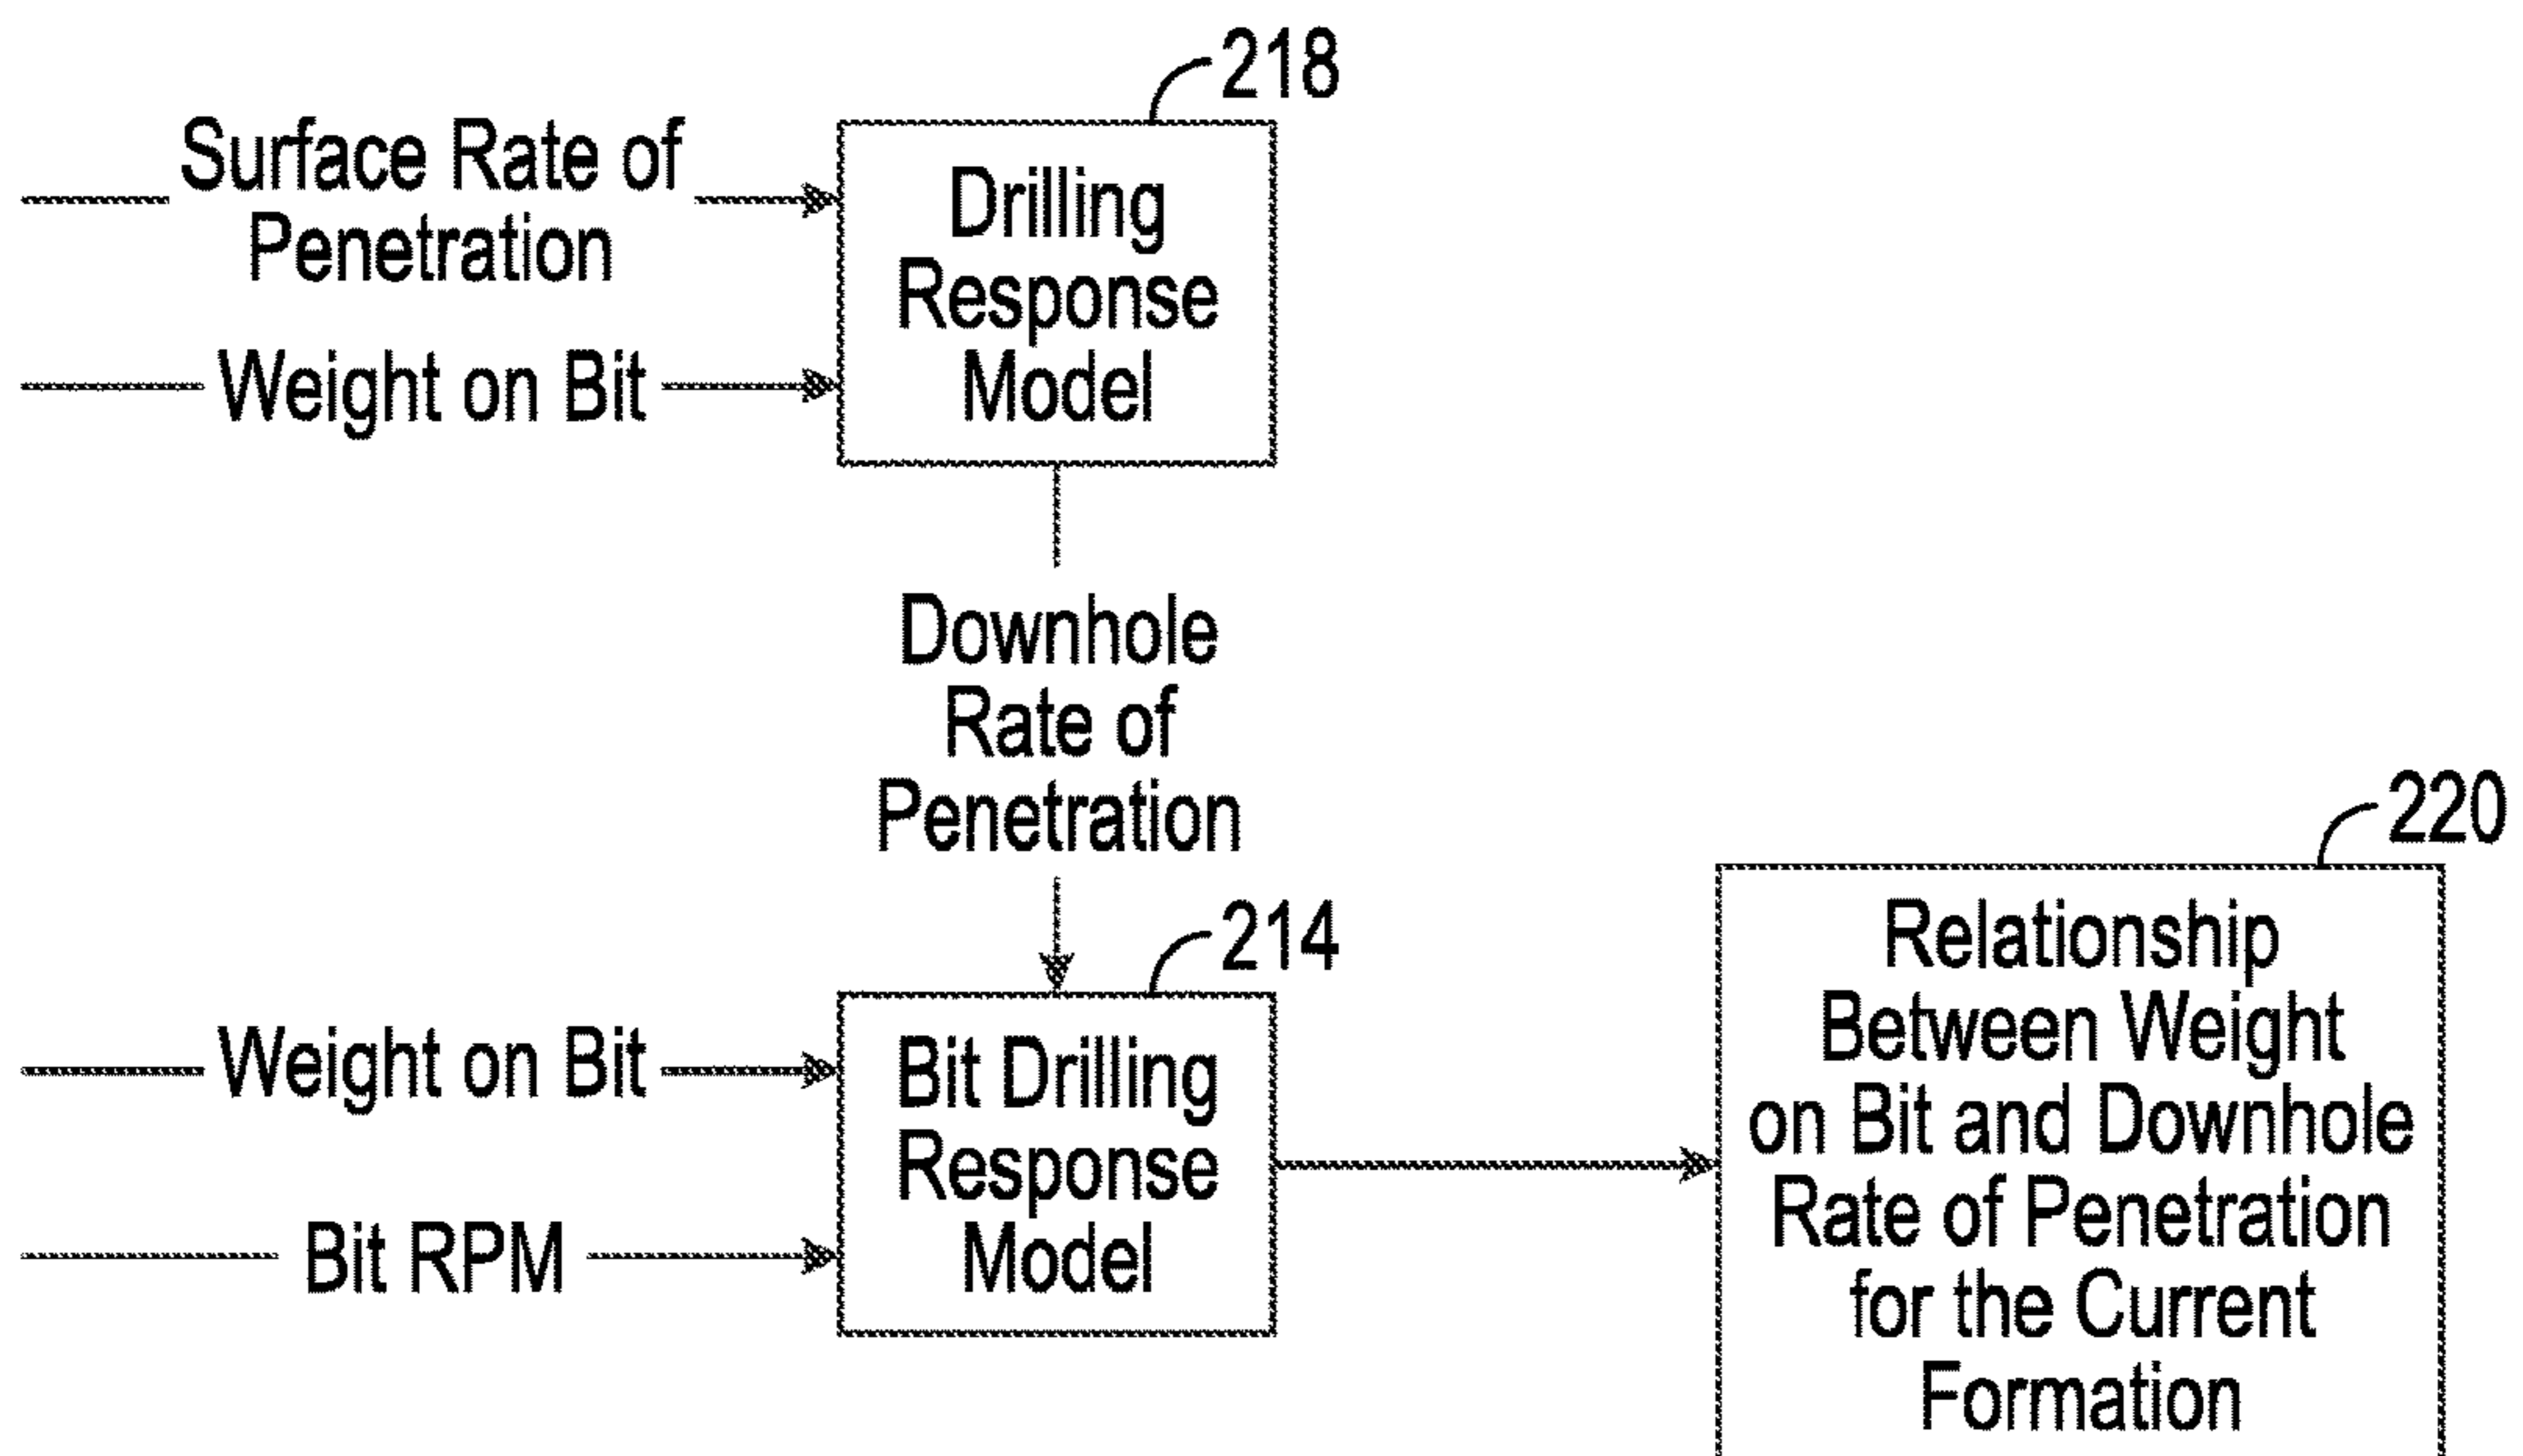 218
Surface Rate of
Penetration
Weight on Bit
Drilling
Response
Model
Downhole
Rate of
Penetration
214
Weight on Bit
Bit RPM
Bit Drilling
Response
Model
220
Relationship
Between Weight
on Bit and Downhole
Rate of Penetration
for the Current
Formation